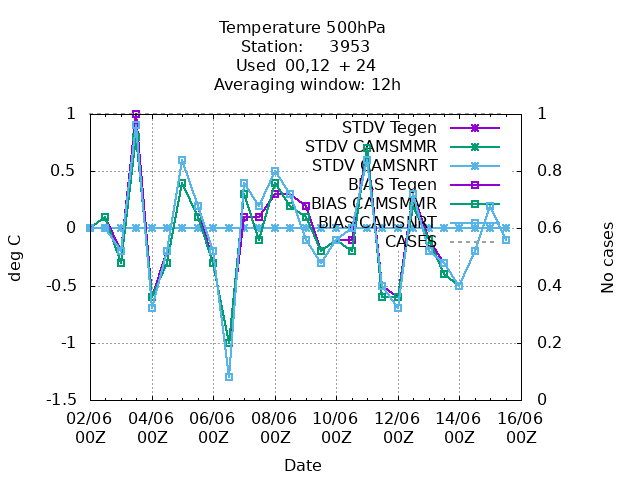 Temperature 500hPa
Station: 3953
Used 00,12 + 24
Averaging window: 12h
1 1
STDV Tegen
STDV CAMSMMR
STDV CAMSNRT
BIAS Tegen
BIAS CAMSMMR
BIAS CAMSNRT
CASES
0.5 0.8
0 0.6
-0.5 0.4
-1 0.2
-1.5 0
deg C
No cases
02/06 04/06 06/06 08/06 10/06 12/06 14/06 16/06
00Z 00Z 00Z 00Z 00Z 00Z 00Z 00Z
Date